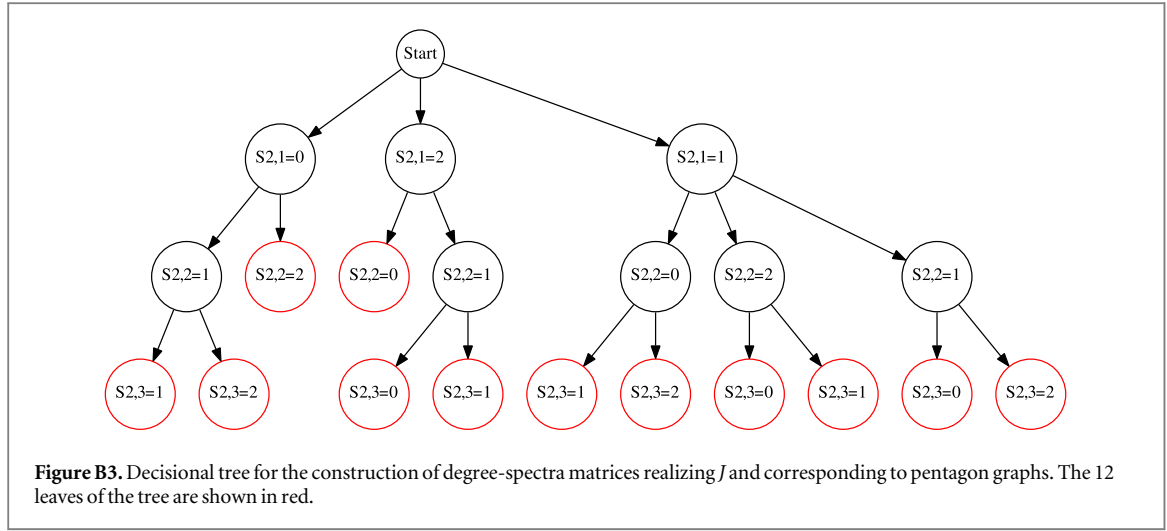 Start
S2,1=0 S2,1=2 S2,1=1
S2,2=1 S2,2=2 S2,2=0 S2,2=1 S2,2=0 S2,2=2 S2,2=1
S2,3=1 S2,3=2 S2,3=0 S2,3=1 S2,3=1 S2,3=2 S2,3=0 S2,3=1 S2,3=0 S2,3=2
Figure B3. Decisional tree for the construction of degree-spectra matrices realizing J and corresponding to pentagon graphs. The 12
leaves of the tree are shown in red.